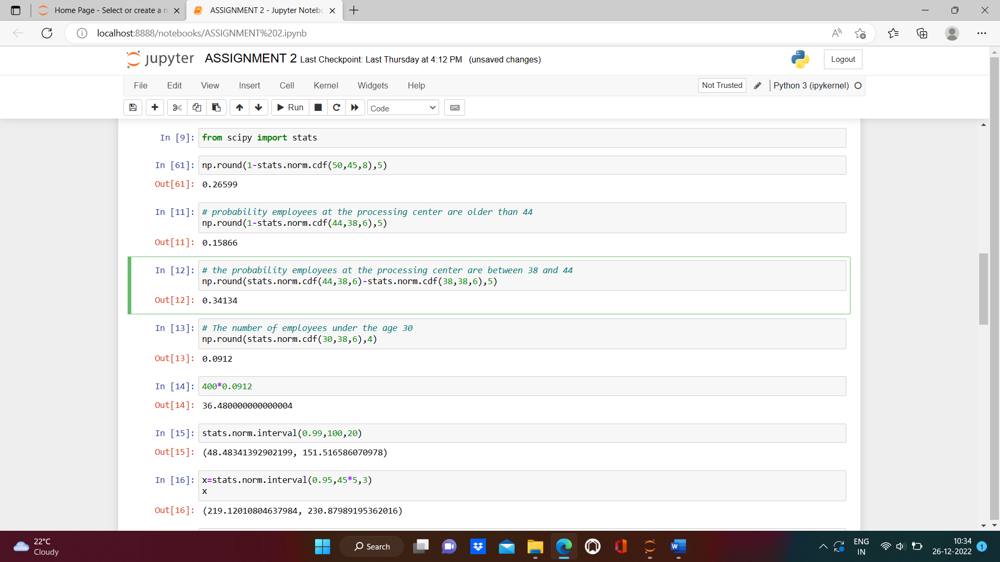 Home Page - Select or create a n
ASSIGNMENT 2 - Jupyter Notebo
localhost:8888/notebooks/ASSIGNMENT%202.ipynb
jupyter ASSIGNMENT 2 Last Checkpoint: Last Thursday at 4:12 PM (unsaved changes)
Logout
File Edit View Insert Cell Kernel Widgets Help
Not Trusted
Python 3 (ipykernel)
Run
Code
In [9]: from scipy import stats
In [61]: np.round(1-stats.norm.cdf(50,45,8),5)
Out[61]: 0.26599
In [11]: # probability employees at the processing center are older than 44
np.round(1-stats.norm.cdf(44,38,6),5)
Out[11]: 0.15866
In [12]: # the probability employees at the processing center are between 38 and 44
np.round(stats.norm.cdf(44,38,6)-stats.norm.cdf(38,38,6),5)
Out[12]: 0.34134
In [13]: # The number of employees under the age 30
np.round(stats.norm.cdf(30,38,6),4)
Out[13]: 0.0912
In [14]: 400*0.0912
Out[14]: 36.480000000000004
In [15]: stats.norm.interval(0.99,100,20)
Out[15]: (48.48341392902199, 151.516586070978)
In [16]: x=stats.norm.interval(0.95,45*5,3)
x
Out[16]: (219.12010804637984, 230.87989195362016)
22°C
Cloudy
Search
ENG
IN
10:34
26-12-2022
1